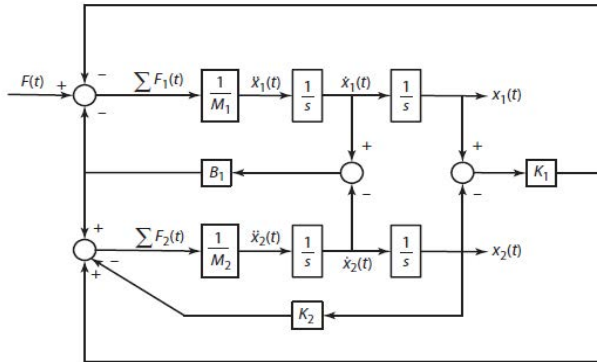 −
F(t) + ∑ F₁(t) 1/M₁ ẍ₁(t) 1/s ẋ₁(t) 1/s x₁(t)
−
+ +
B₁ K₁
− −
+
∑ F₂(t) 1/M₂ ẍ₂(t) 1/s ẋ₂(t) 1/s x₂(t)
+ −
K₂